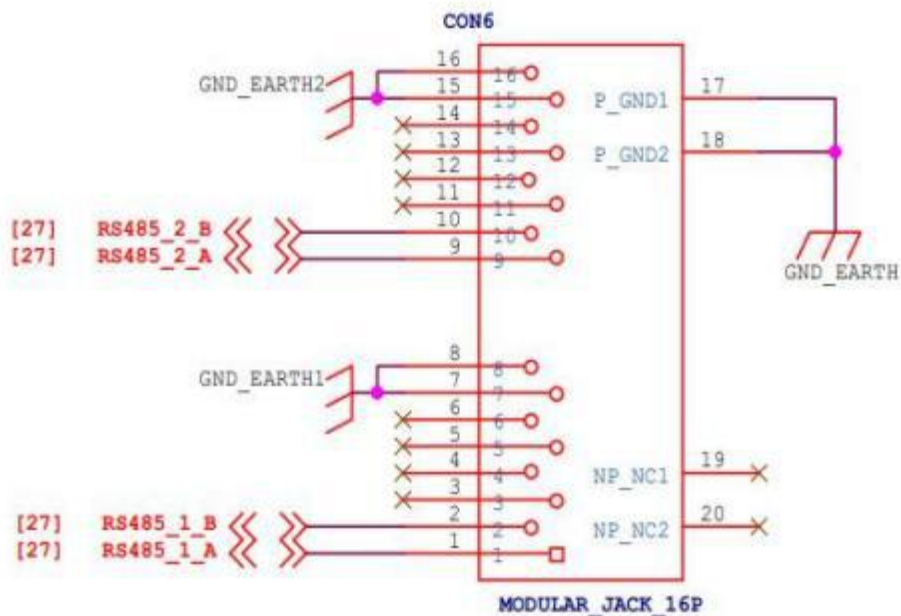 CON6
16 16
GND_EARTH2 15 15 P_GND1 17
14 14
13 13 P_GND2 18
12 12
11 11
[27] RS485_2_B 10 10
[27] RS485_2_A 9 9
GND_EARTH
8 8
GND_EARTH1 7 7
6 6
5 5
4 4 NP_NC1 19
3 3
[27] RS485_1_B 2 2 NP_NC2 20
[27] RS485_1_A 1 1
MODULAR_JACK_16P